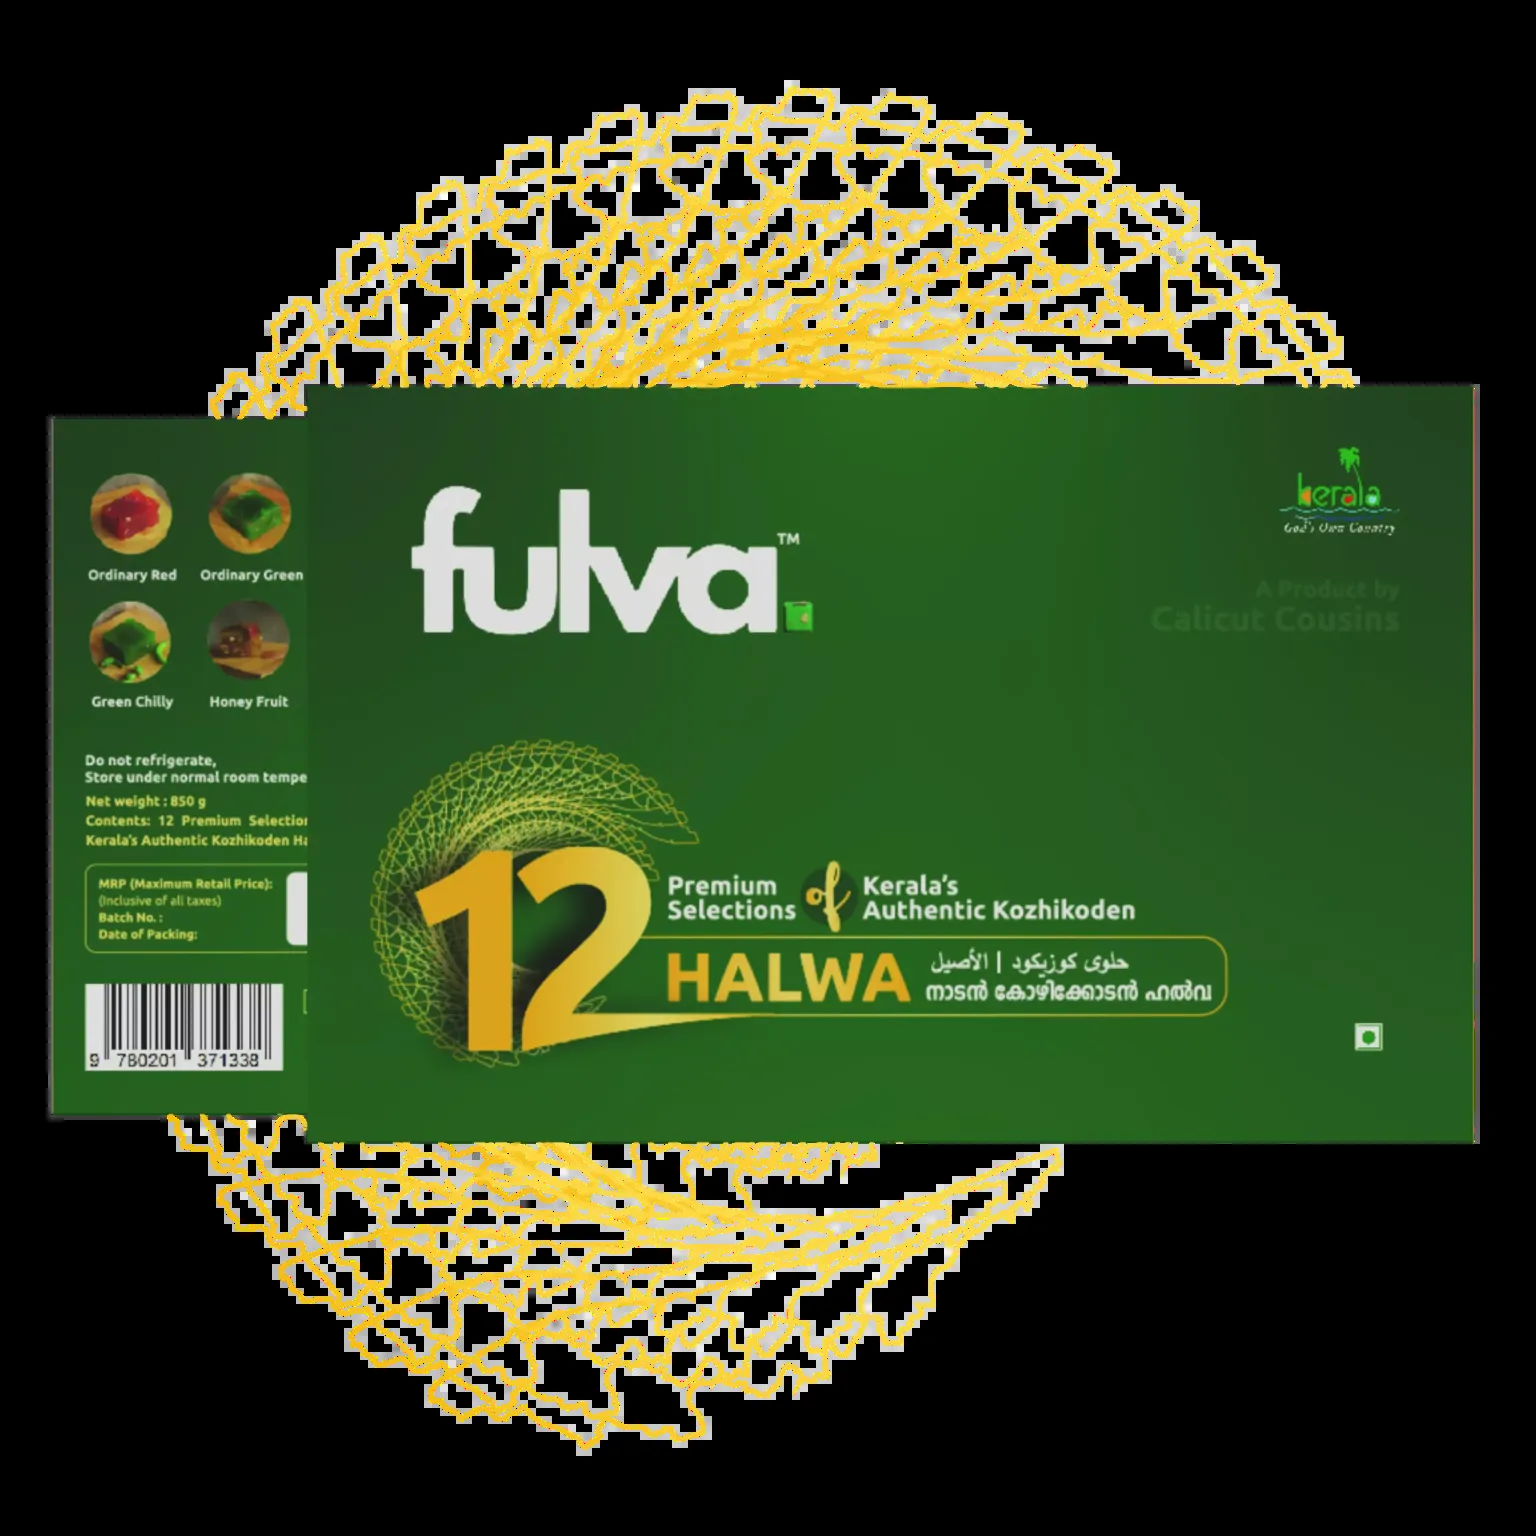 Ordinary Red
Ordinary Green
Green Chilly
Honey Fruit
Do not refrigerate,
Store under normal room tempe
Net weight : 850 g
Contents: 12 Premium Selection
Kerala's Authentic Kozhikoden Ha
MRP (Maximum Retail Price):
(Inclusive of all taxes)
Batch No. :
Date of Packing:
9 780201 371338
fulva™
kerala
God's Own Country
A Product by
Calicut Cousins
12
Premium
Selections
of
Kerala's
Authentic Kozhikoden
HALWA
حلوى كوزيكود | الأصيل
നാടൻ കോഴിക്കോടൻ ഹൽവ